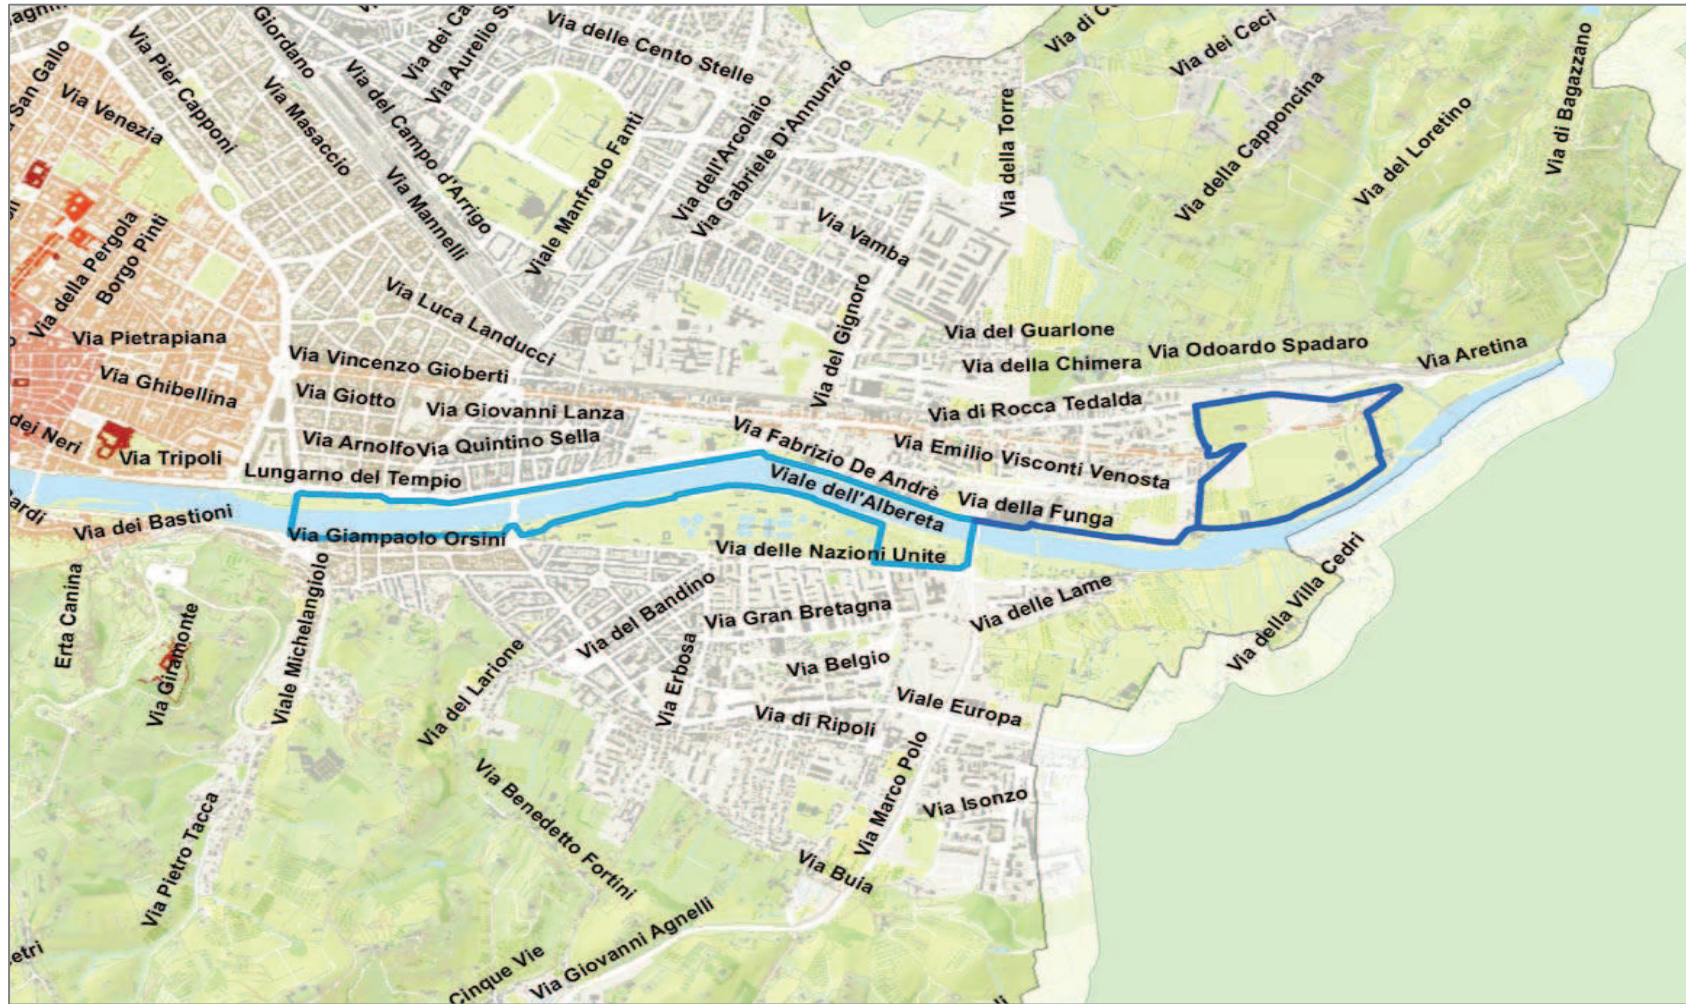 San Gallo
Via Venezia
Via Pier Capponi
Giordano
Via Masaccio
Via del Campo d'Arrigo
Via Mannelli
Via delle Cento Stelle
Viale Manfredo Fanti
Via dell'Arcolaio
Via Gabriele D'Annunzio
Via Vamba
Via della Torre
Via dei Ceci
Via della Capponcina
Via del Loretino
Via di Bagazzano
Via della Pergola
Borgo Pinti
Via Pietrapiana
Via Ghibellina
dei Neri
Via Tripoli
Via Luca Landucci
Via Vincenzo Gioberti
Via Giotto
Via Giovanni Lanza
Via Arnolfo
Via Quintino Sella
Lungarno del Tempio
Via del Gignoro
Via del Guarlone
Via della Chimera
Via Odoardo Spadaro
Via Aretina
Via di Rocca Tedalda
Via Fabrizio De Andrè
Via Emilio Visconti Venosta
Viale dell'Albereta
Via della Funga
Via dei Bastioni
Via Giampaolo Orsini
Via delle Nazioni Unite
Erta Canina
Via Giramonte
Viale Michelangiolo
Via del Larione
Via del Bandino
Via Erbosa
Via Gran Bretagna
Via delle Lame
Via della Villa Cedri
Via Belgio
Viale Europa
Via di Ripoli
Via Marco Polo
Via Isonzo
Via Benedetto Fortini
Via Buia
Via Pietro Tacca
Via Giovanni Agnelli
Cinque Vie
etri